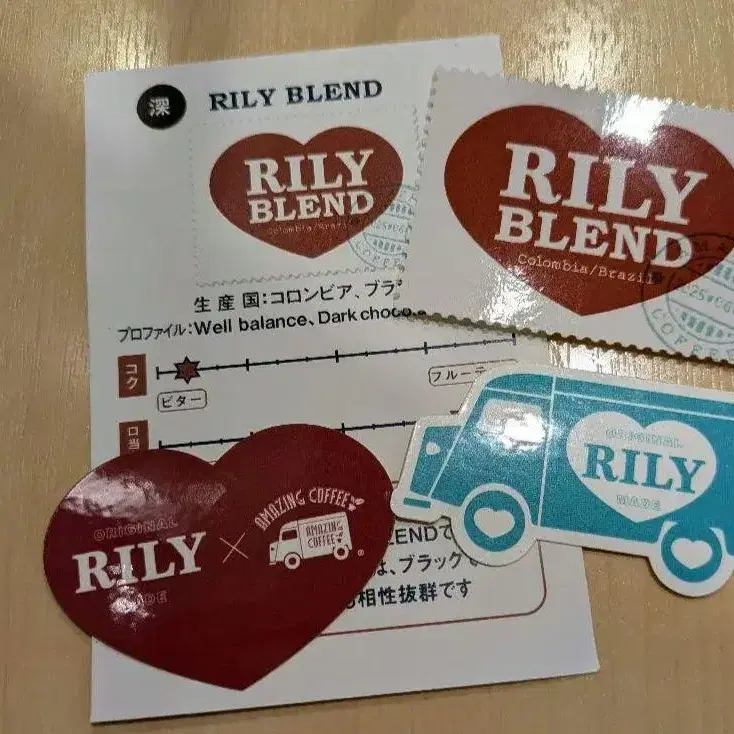 深 RILY BLEND
RILY
BLEND
Colombia/Brazil
生産国:コロンビア、ブラ
プロファイル:Well balance、Dark choco
コク
ビター
フルーテ
口当
ENDで
は、ブラック
相性抜群です
RILY
BLEND
Colombia/Brazil
COFFEE
ORIGINAL
RILY
MADE
ORIGINAL
RILY
MADE
×
AMAZING COFFEE
AMAZING
COFFEE